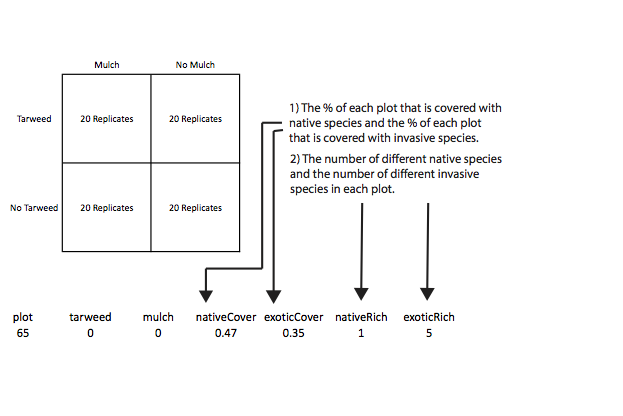 Mulch No Mulch
Tarweed 20 Replicates 20 Replicates
No Tarweed 20 Replicates 20 Replicates
1) The % of each plot that is covered with
native species and the % of each plot
that is covered with invasive species.
2) The number of different native species
and the number of different invasive
species in each plot.
plot tarweed mulch nativeCover exoticCover nativeRich exoticRich
65 0 0 0.47 0.35 1 5